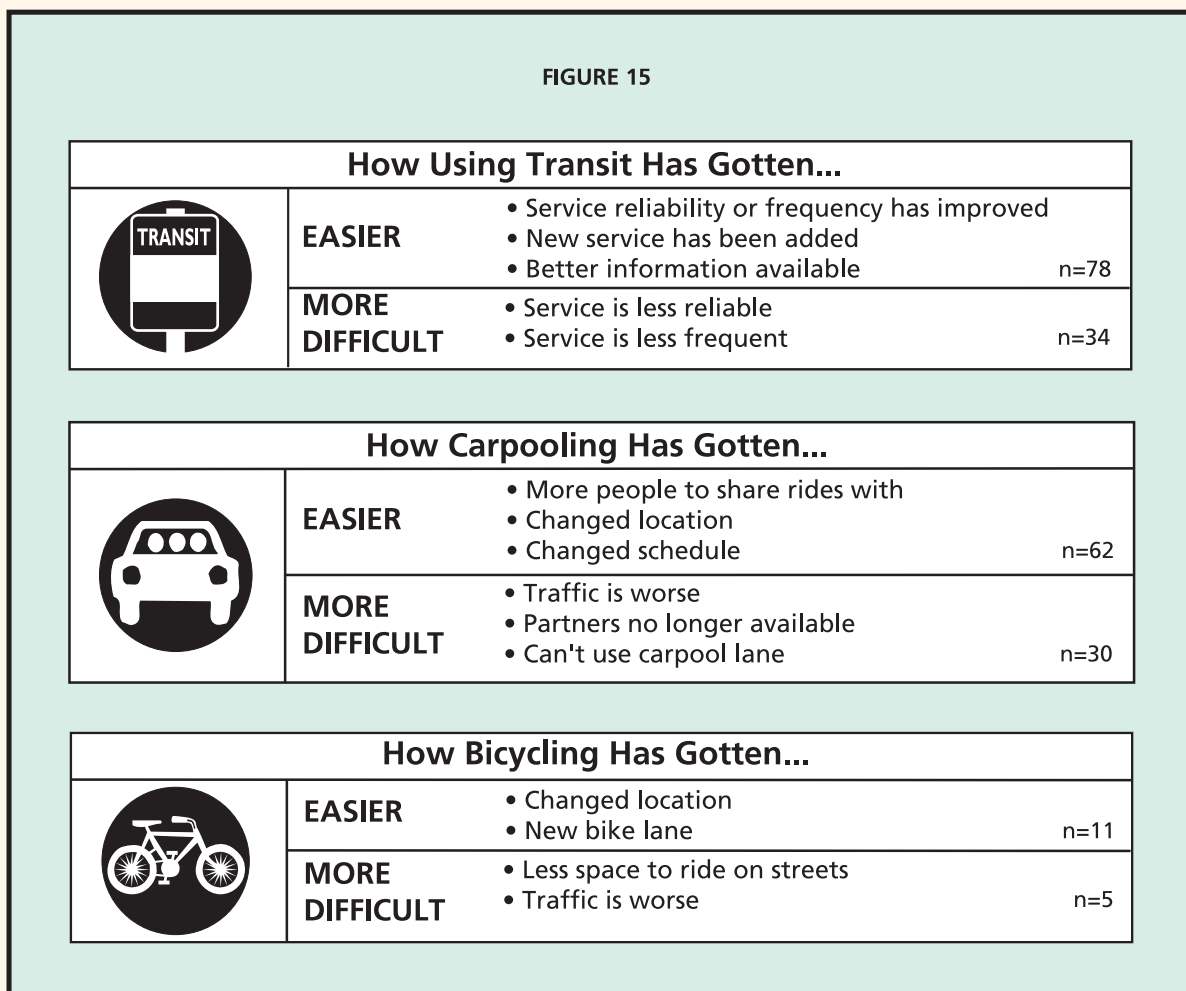 FIGURE 15
How Using Transit Has Gotten...
TRANSIT
EASIER
• Service reliability or frequency has improved
• New service has been added
• Better information available n=78
MORE
DIFFICULT
• Service is less reliable
• Service is less frequent n=34
How Carpooling Has Gotten...
EASIER
• More people to share rides with
• Changed location
• Changed schedule n=62
MORE
DIFFICULT
• Traffic is worse
• Partners no longer available
• Can't use carpool lane n=30
How Bicycling Has Gotten...
EASIER
• Changed location
• New bike lane n=11
MORE
DIFFICULT
• Less space to ride on streets
• Traffic is worse n=5